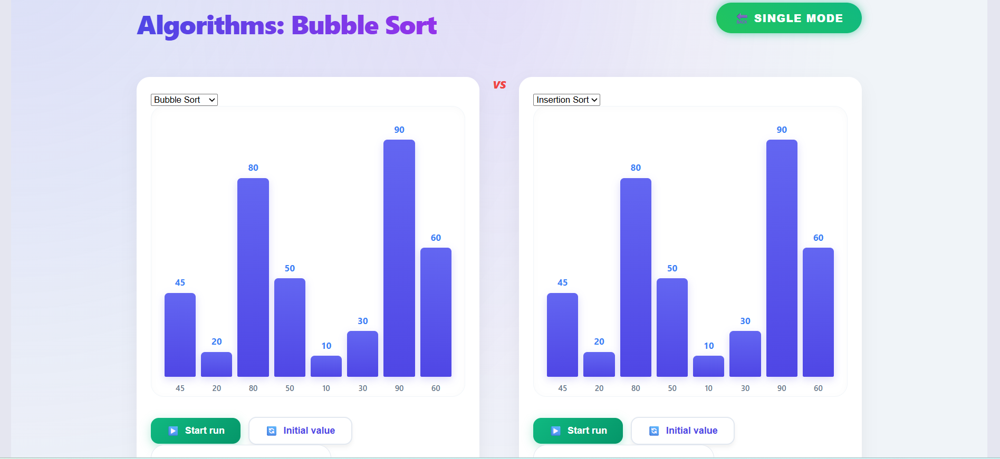 Algorithms: Bubble Sort
BACK SINGLE MODE
VS
Bubble Sort
90
80
60
50
45
30
10
20
45 20 80 50 10 30 90 60
Start run Initial value
Insertion Sort
90
80
60
50
45
30
10
20
45 20 80 50 10 30 90 60
Start run Initial value